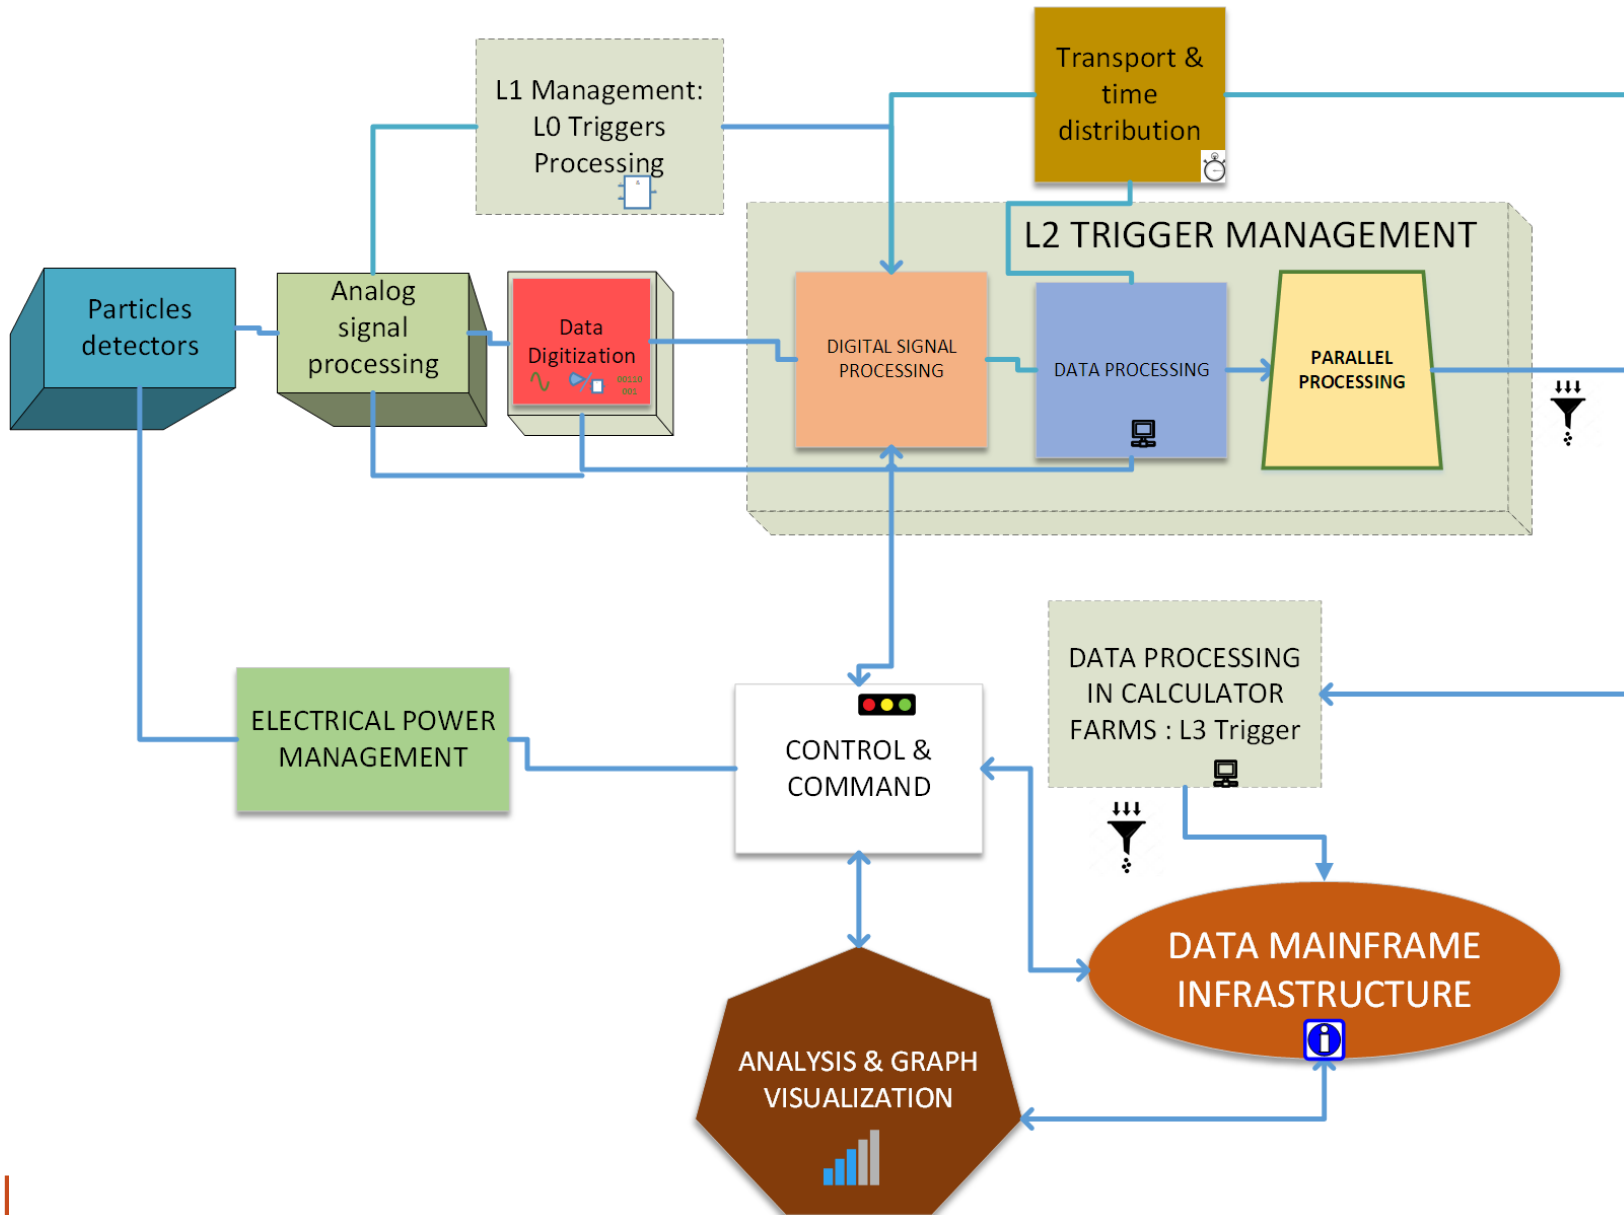 Transport &
time
distribution
L1 Management:
L0 Triggers
Processing
L2 TRIGGER MANAGEMENT
Particles
detectors
Analog
signal
processing
Data
Digitization
00110
001
DIGITAL SIGNAL
PROCESSING
DATA PROCESSING
PARALLEL
PROCESSING
DATA PROCESSING
IN CALCULATOR
FARMS : L3 Trigger
ELECTRICAL POWER
MANAGEMENT
CONTROL &
COMMAND
DATA MAINFRAME
INFRASTRUCTURE
i
ANALYSIS & GRAPH
VISUALIZATION